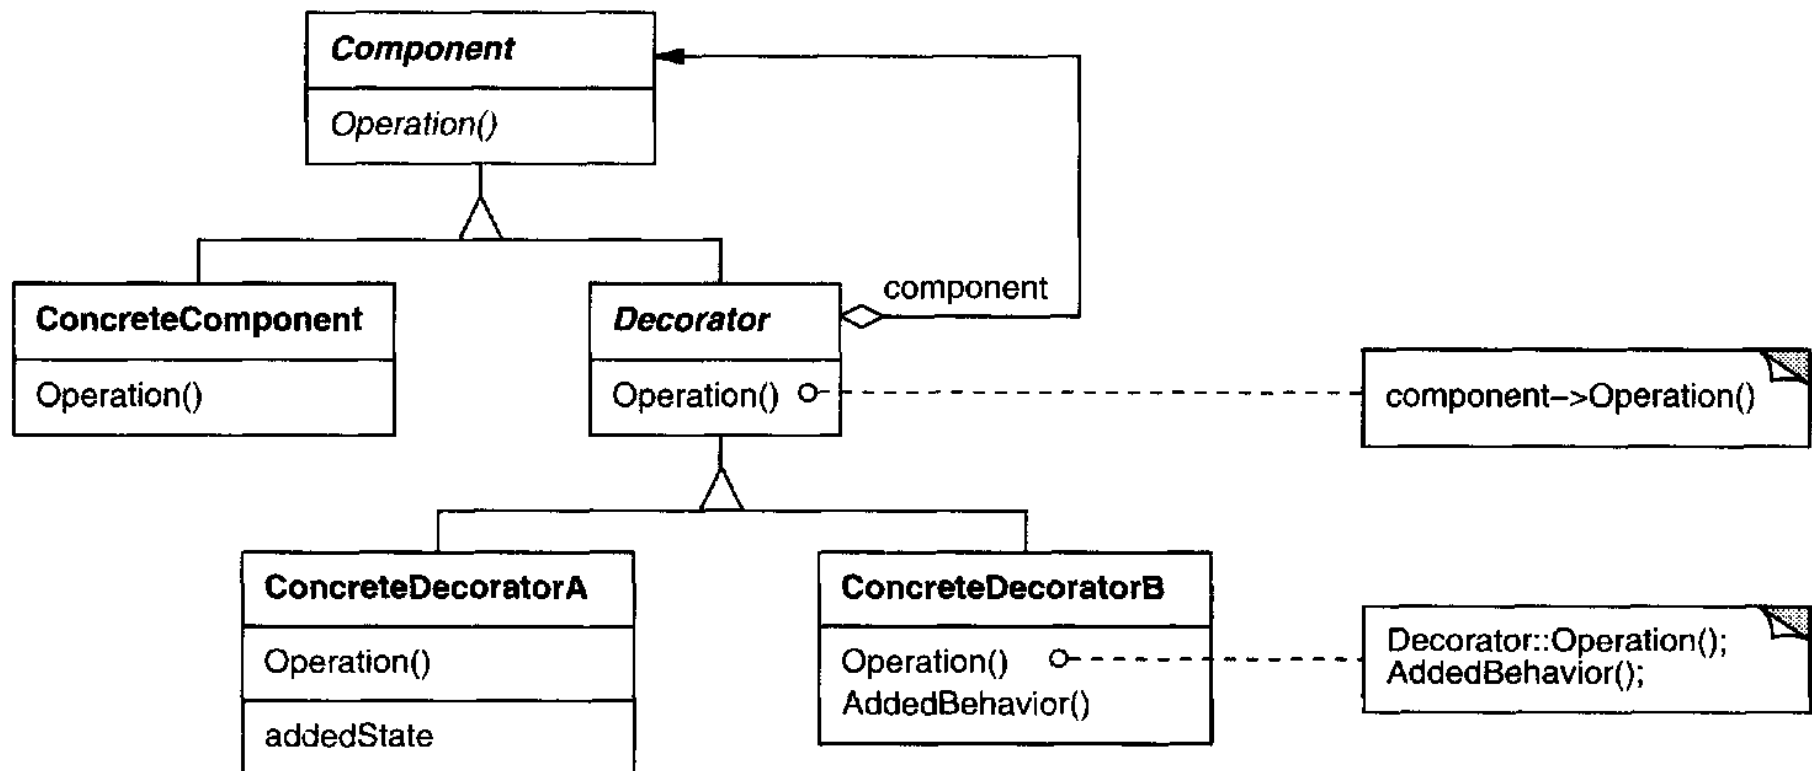 Component
Operation()
component
ConcreteComponent
Decorator
Operation()
Operation()
component–>Operation()
ConcreteDecoratorA
ConcreteDecoratorB
Operation()
addedState
Operation()
AddedBehavior()
Decorator::Operation();
AddedBehavior();